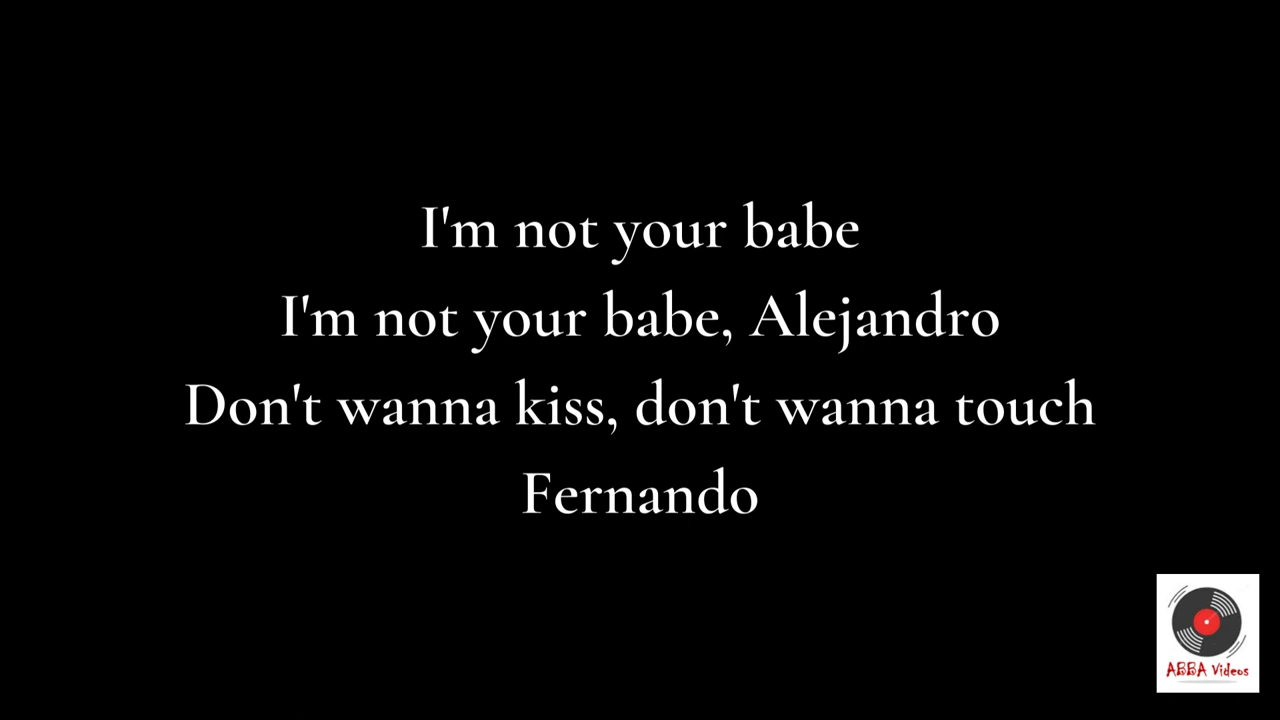 I'm not your babe
I'm not your babe, Alejandro
Don't wanna kiss, don't wanna touch
Fernando
ABBA Videos